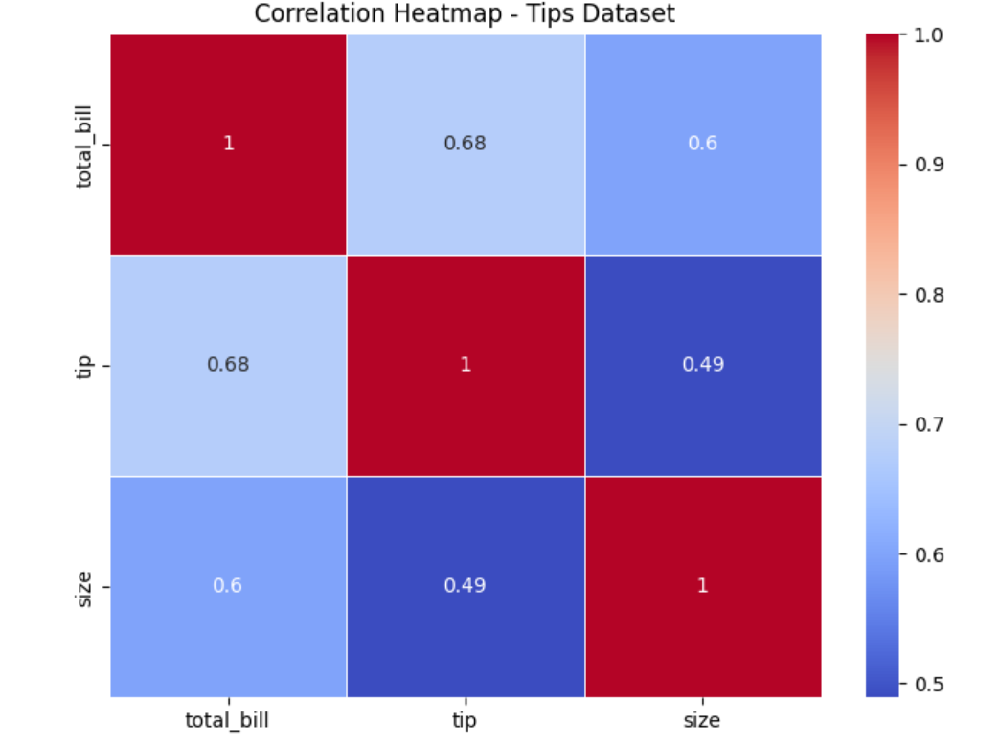 Correlation Heatmap - Tips Dataset
total_bill
1
0.68
0.6
tip
0.68
1
0.49
size
0.6
0.49
1
total_bill
tip
size
1.0
0.9
0.8
0.7
0.6
0.5